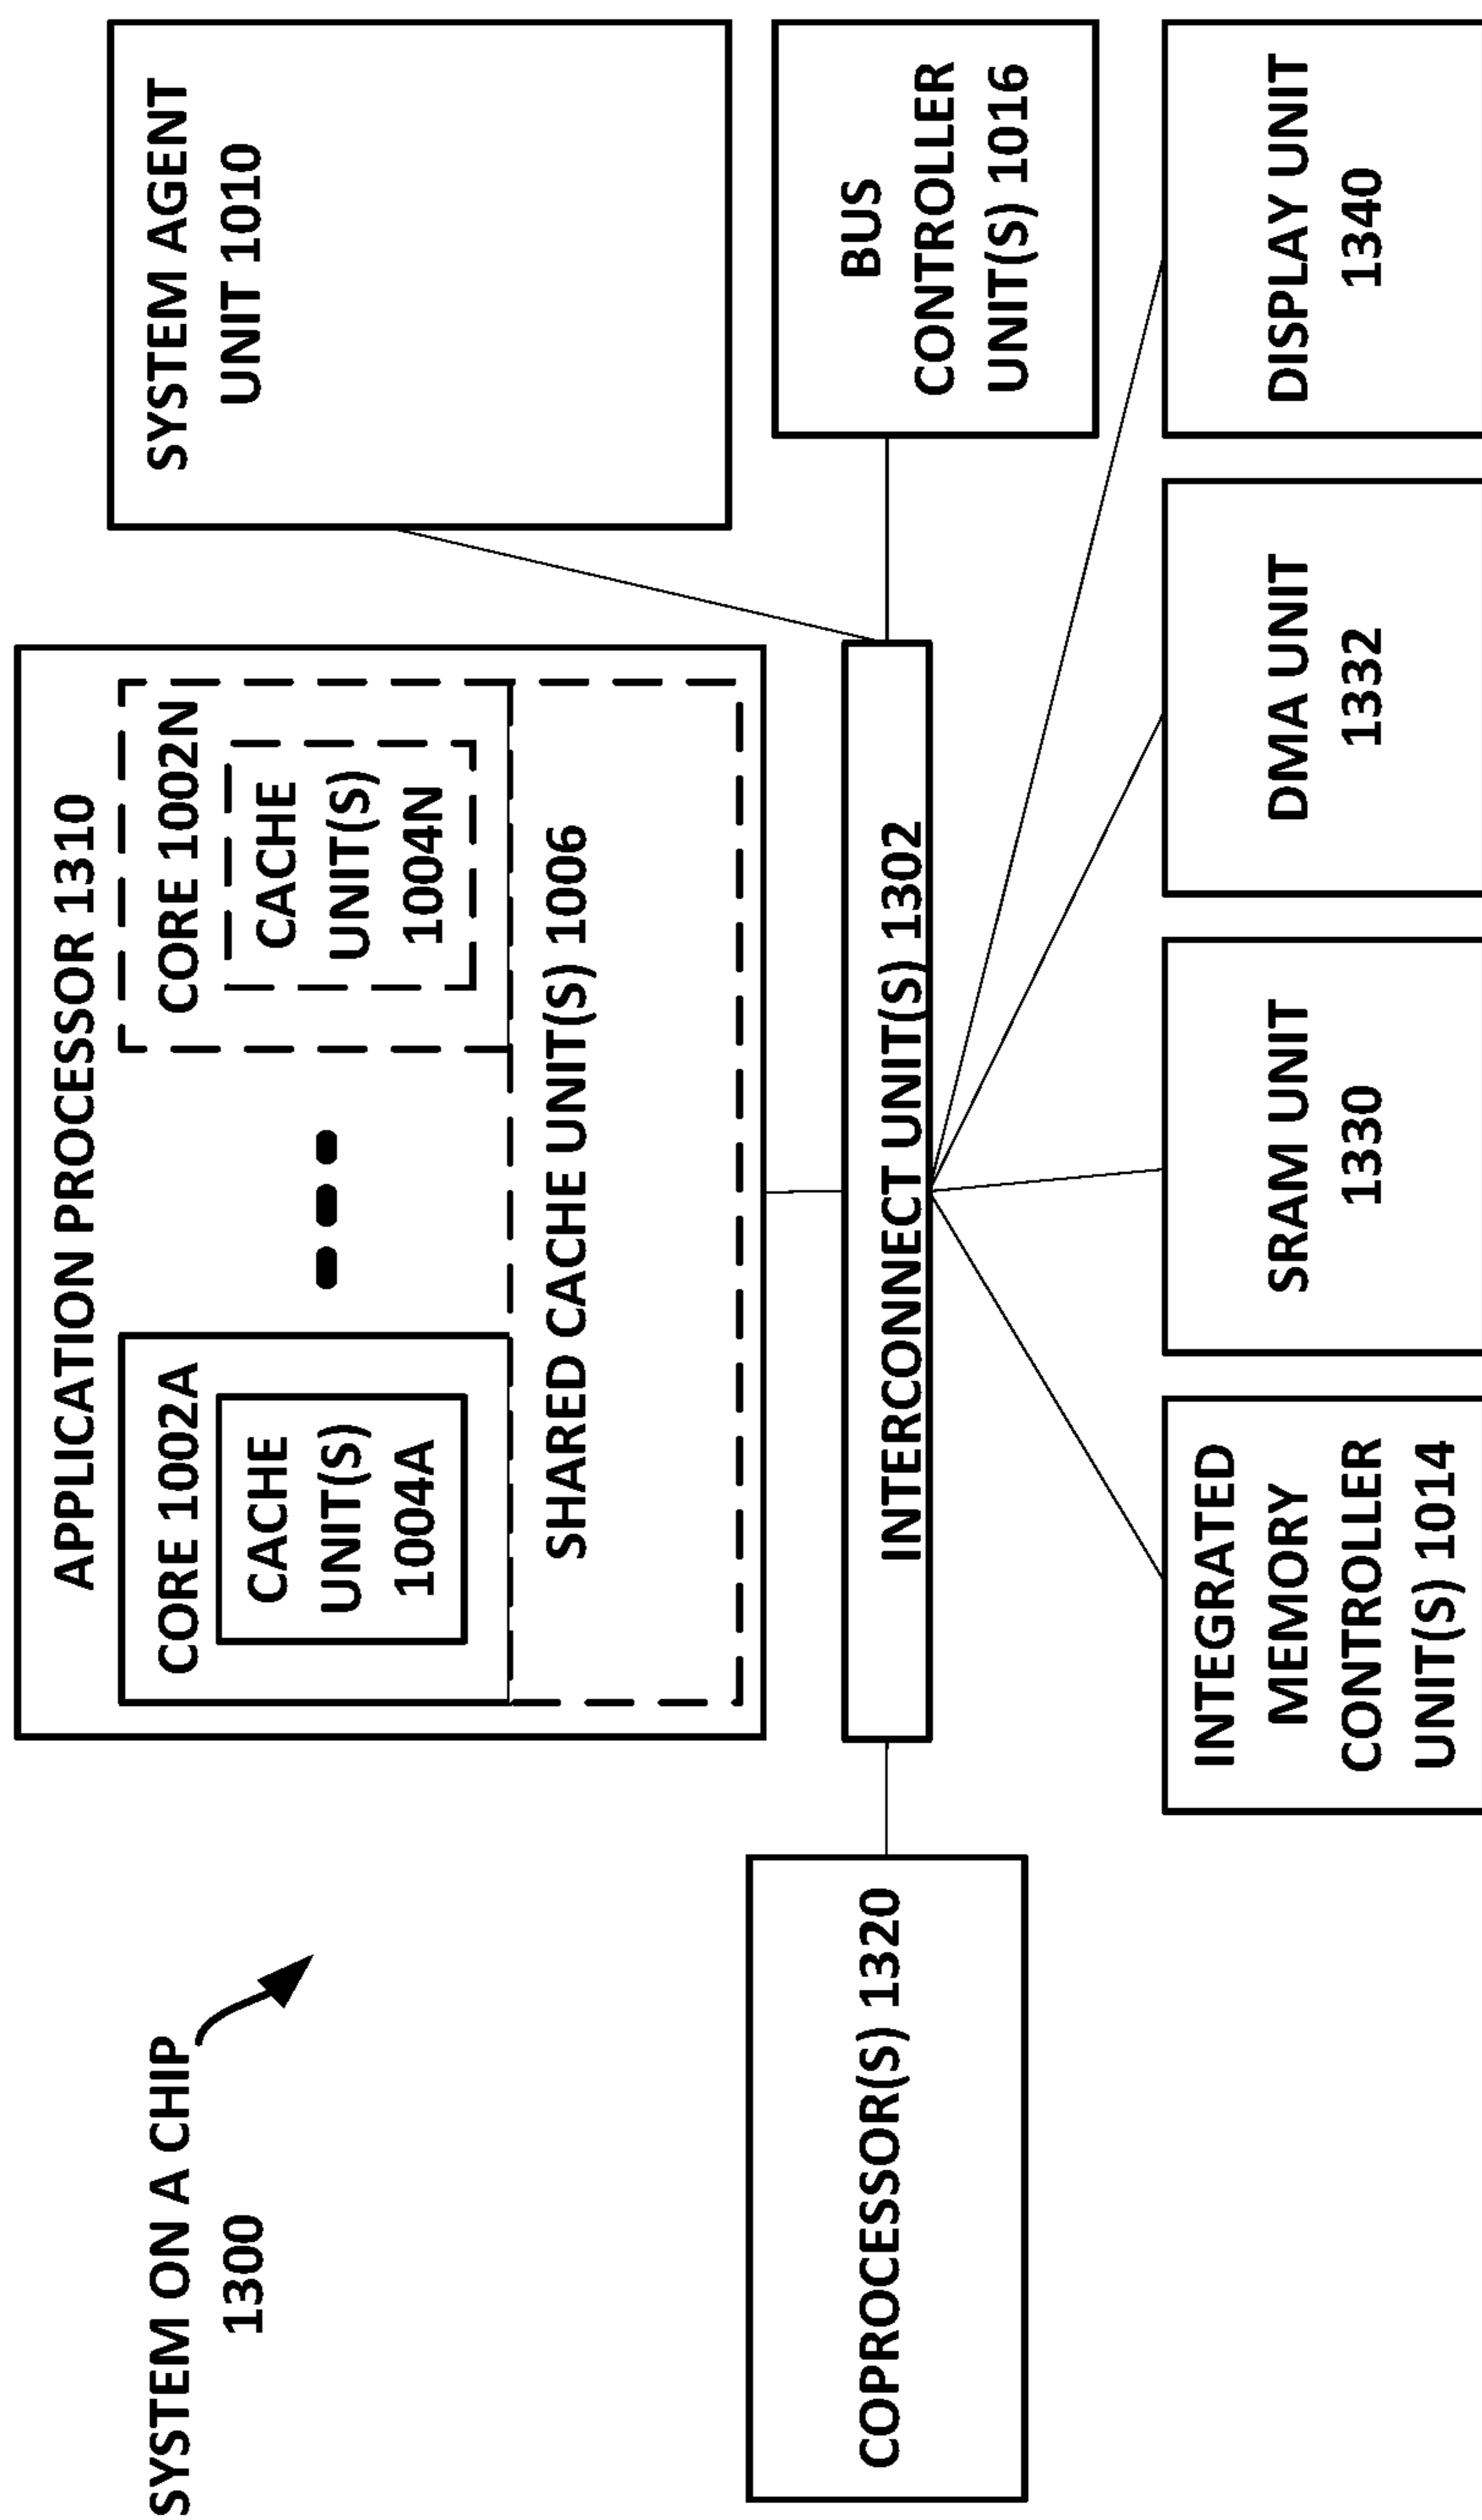 SYSTEM ON A CHIP
1300
APPLICATION PROCESSOR 1310
CORE 1002A
CACHE
UNIT(S)
1004A
CORE 1002N
CACHE
UNIT(S)
1004N
SHARED CACHE UNIT(S) 1006
SYSTEM AGENT
UNIT 1010
COPROCESSOR(S) 1320
INTERCONNECT UNIT(S) 1302
BUS
CONTROLLER
UNIT(S) 1016
INTEGRATED
MEMORY
CONTROLLER
UNIT(S) 1014
SRAM UNIT
1330
DMA UNIT
1332
DISPLAY UNIT
1340